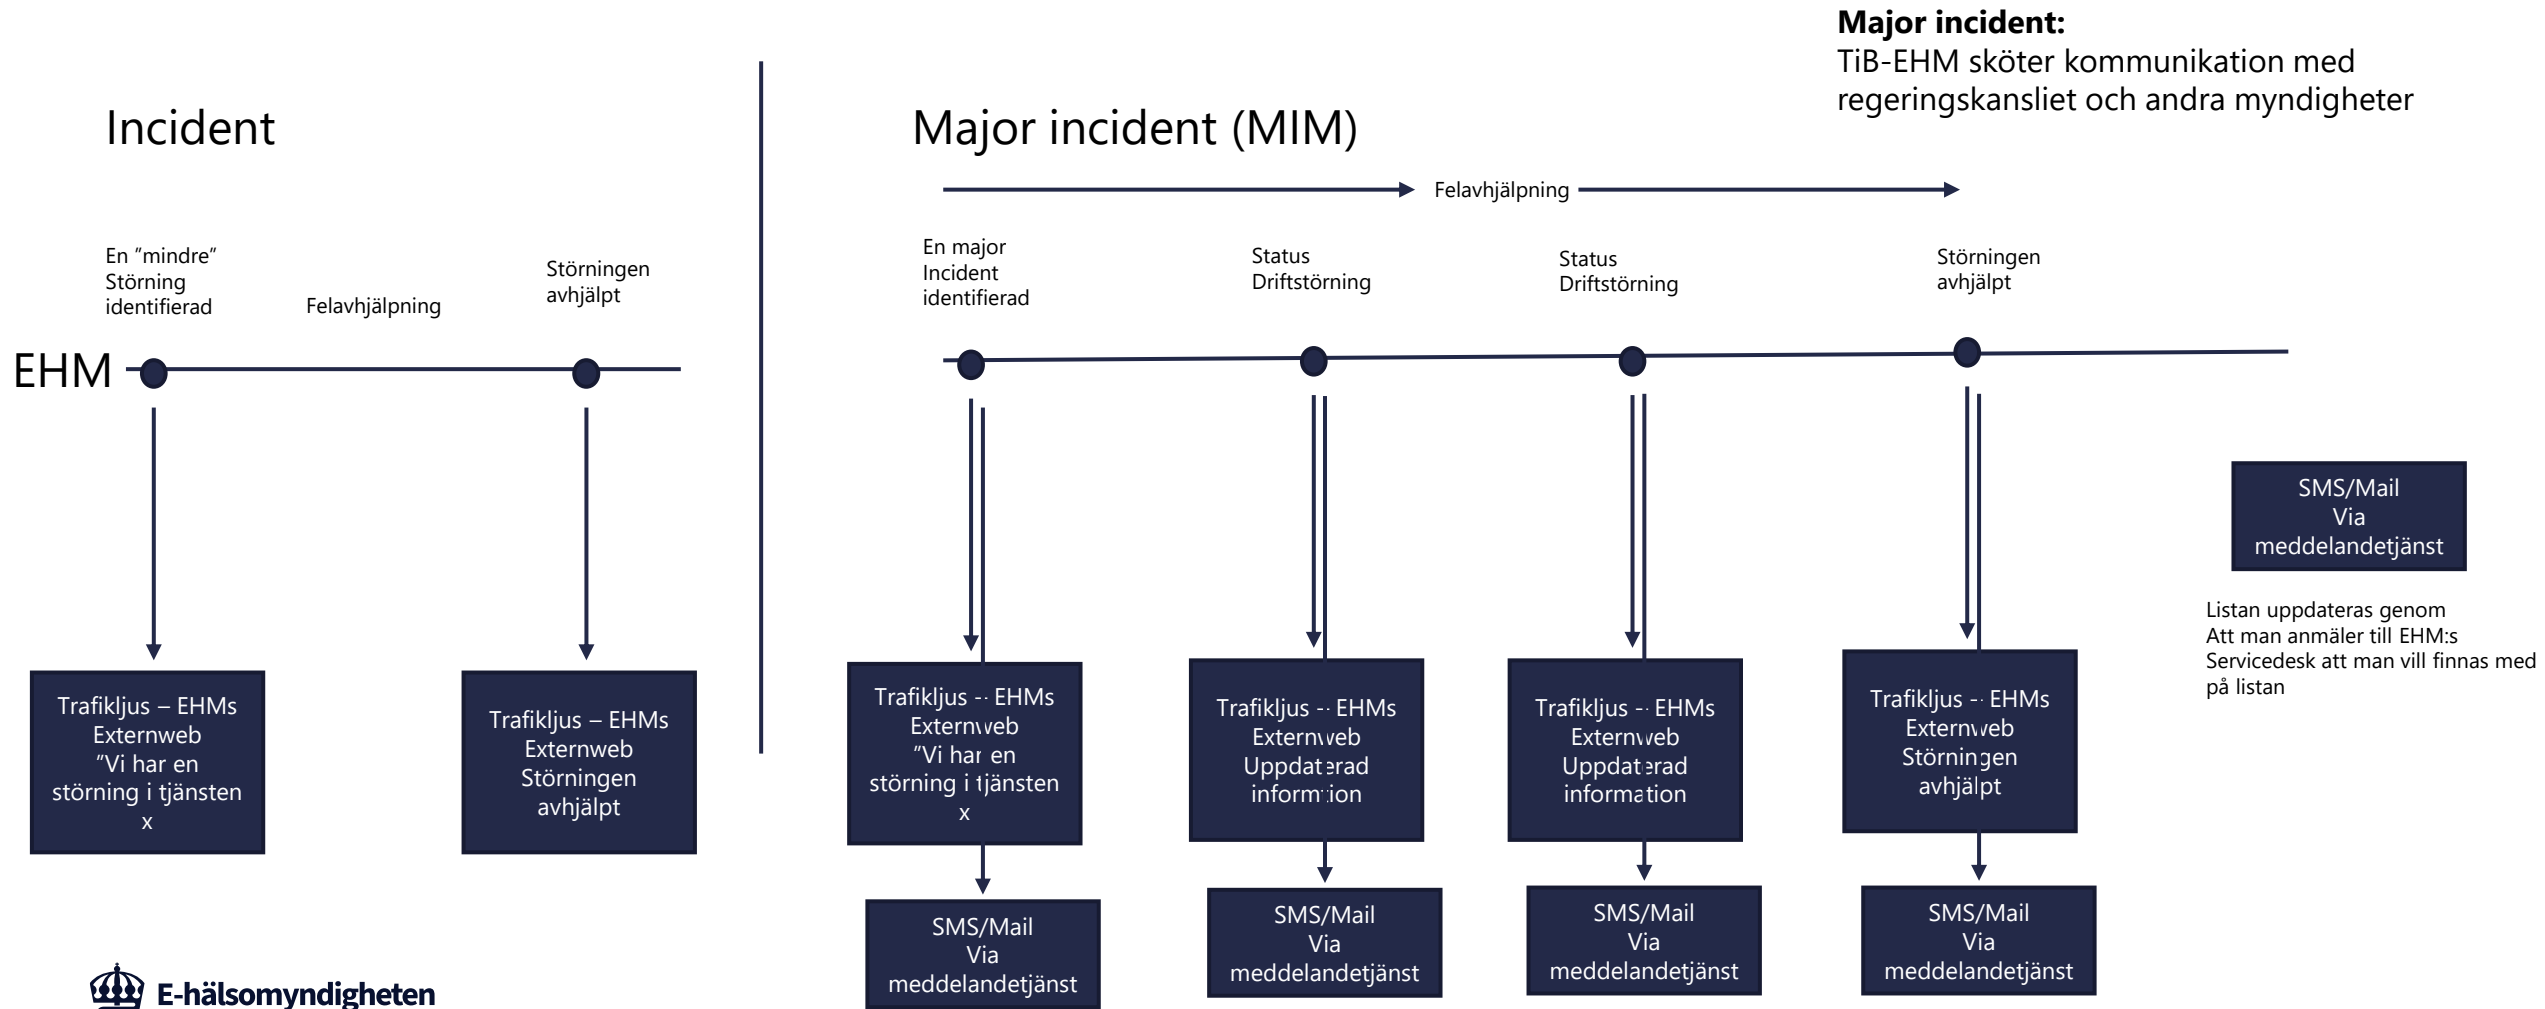 Major incident:
TiB-EHM sköter kommunikation med
regeringskansliet och andra myndigheter
Incident
Major incident (MIM)
Felavhjälpning
En ”mindre”
Störning
identifierad
Felavhjälpning
Störningen
avhjälpt
En major
Incident
identifierad
Status
Driftstörning
Status
Driftstörning
Störningen
avhjälpt
EHM
Trafikljus – EHMs
Externweb
”Vi har en
störning i tjänsten
x
Trafikljus – EHMs
Externweb
Störningen
avhjälpt
Trafikljus – EHMs
Externweb
”Vi har en
störning i tjänsten
x
SMS/Mail
Via
meddelandetjänst
Trafikljus – EHMs
Externweb
Uppdaterad
information
SMS/Mail
Via
meddelandetjänst
Trafikljus – EHMs
Externweb
Uppdaterad
information
SMS/Mail
Via
meddelandetjänst
Trafikljus – EHMs
Externweb
Störningen
avhjälpt
SMS/Mail
Via
meddelandetjänst
SMS/Mail
Via
meddelandetjänst
Listan uppdateras genom
Att man anmäler till EHM:s
Servicedesk att man vill finnas med
på listan
E-hälsomyndigheten